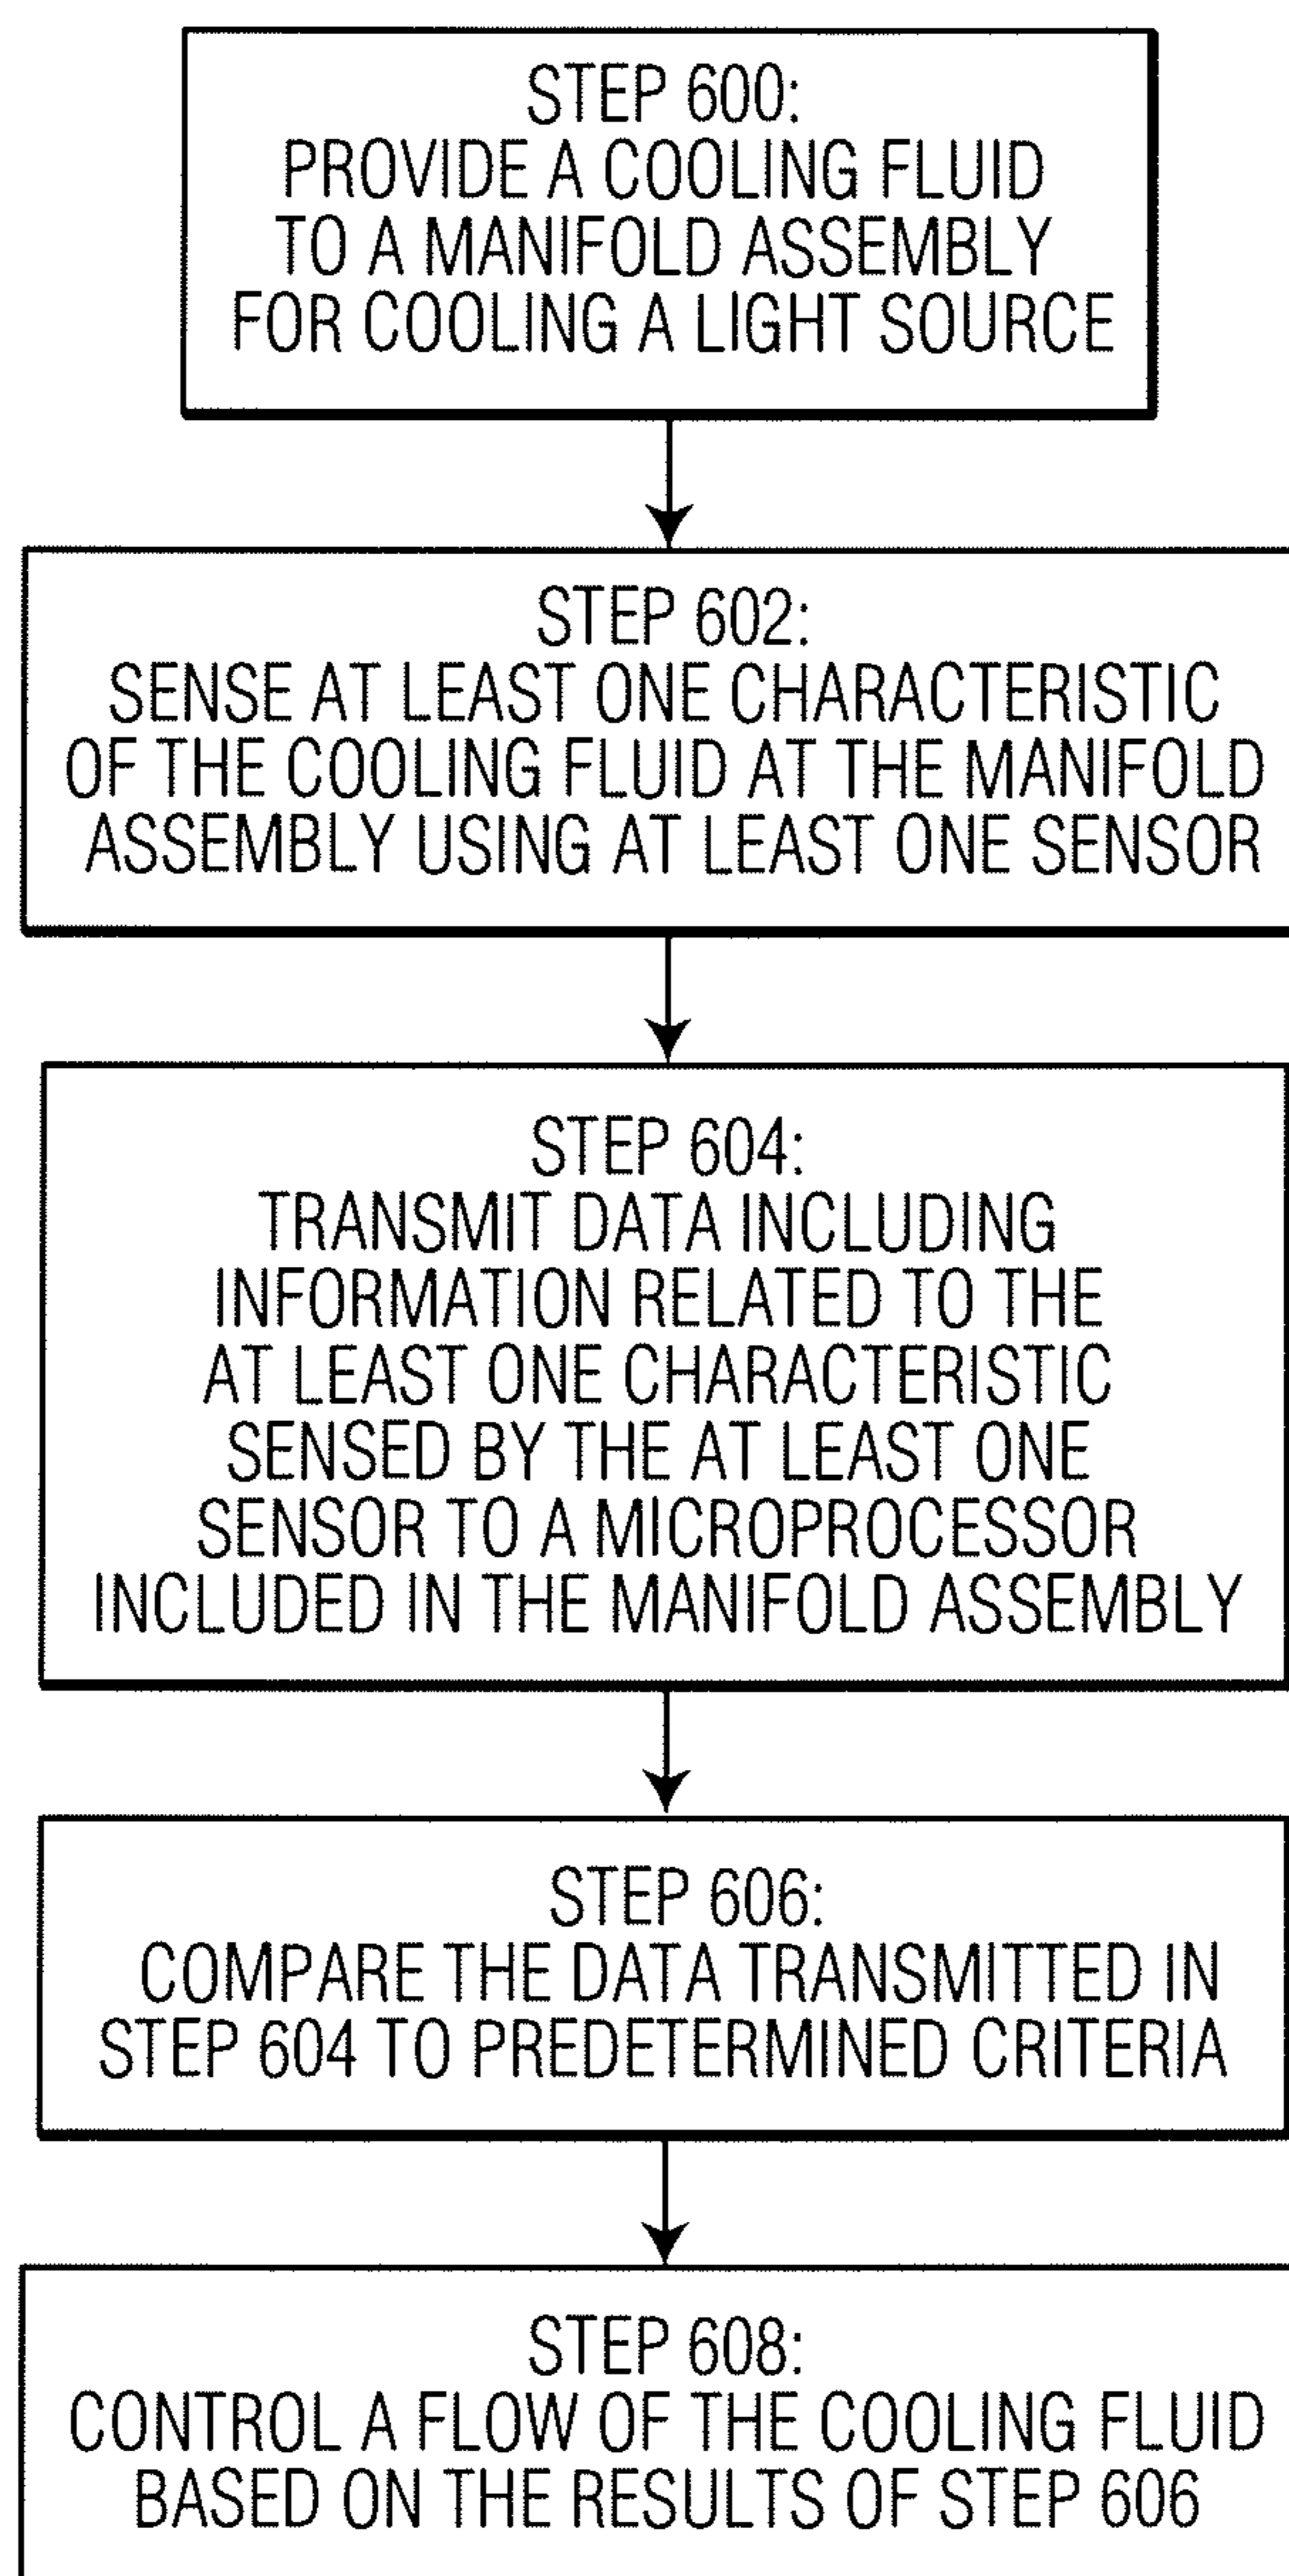 STEP 600:
PROVIDE A COOLING FLUID
TO A MANIFOLD ASSEMBLY
FOR COOLING A LIGHT SOURCE
STEP 602:
SENSE AT LEAST ONE CHARACTERISTIC
OF THE COOLING FLUID AT THE MANIFOLD
ASSEMBLY USING AT LEAST ONE SENSOR
STEP 604:
TRANSMIT DATA INCLUDING
INFORMATION RELATED TO THE
AT LEAST ONE CHARACTERISTIC
SENSED BY THE AT LEAST ONE
SENSOR TO A MICROPROCESSOR
INCLUDED IN THE MANIFOLD ASSEMBLY
STEP 606:
COMPARE THE DATA TRANSMITTED IN
STEP 604 TO PREDETERMINED CRITERIA
STEP 608:
CONTROL A FLOW OF THE COOLING FLUID
BASED ON THE RESULTS OF STEP 606